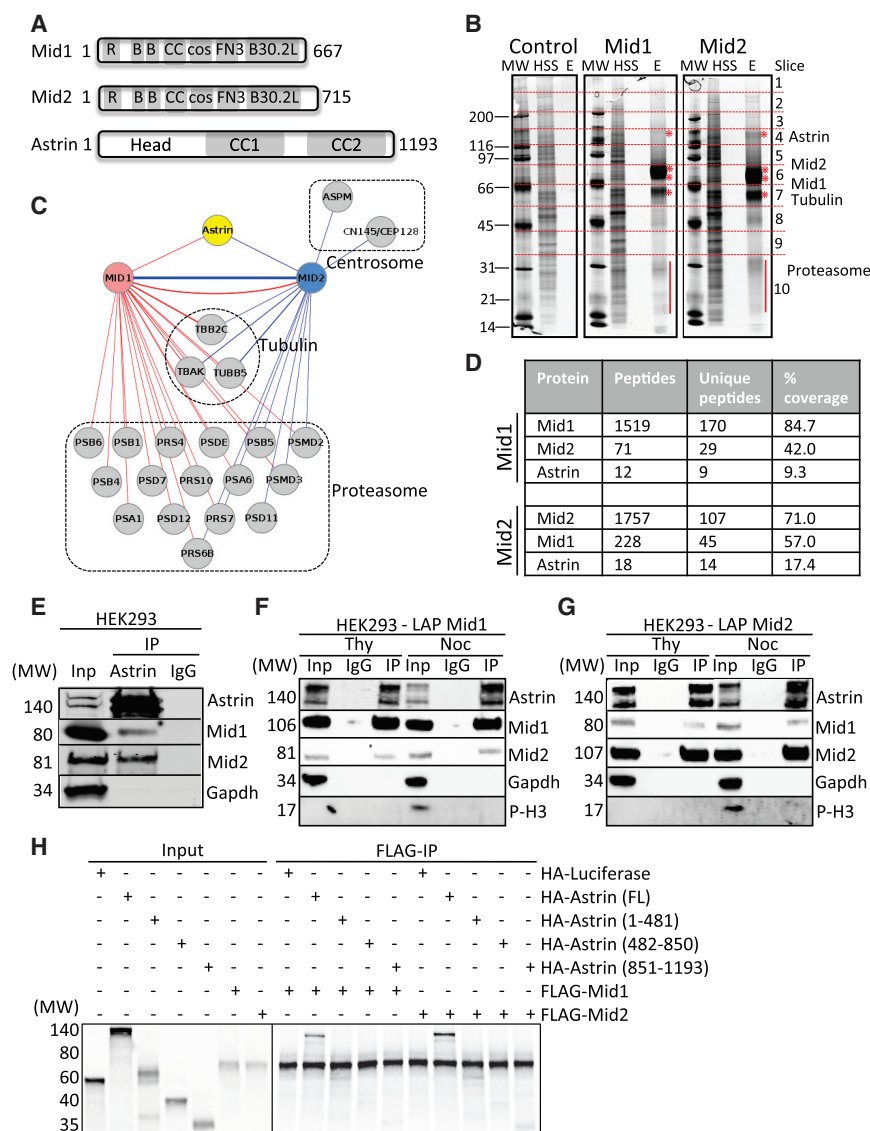 A
Mid1 1 R B B CC cos FN3 B30.2L 667
Mid2 1 R B B CC cos FN3 B30.2L 715
Astrin 1 Head CC1 CC2 1193
B
Control Mid1 Mid2
MW HSS E MW HSS E MW HSS E Slice
200
116
97
66
45
31
21
14
1
2
3
4 Astrin
5
Mid2
6
Mid1
7 Tubulin
8
9
Proteasome
10
* * * * * * * *
C
ASPM
CN145/CEP128
Centrosome
Astrin
MID1 MID2
TBB2C
Tubulin
TBAK TUBB5
PSB6 PSB1 PRS4 PSDE PSB5 PSMD2
PSB4 PSD7 PRS10 PSA6 PSMD3
Proteasome
PSA1 PSD12 PRS7 PSD11
PRS6B
D
Protein Peptides Unique peptides % coverage
Mid1
Mid1 1519 170 84.7
Mid2 71 29 42.0
Astrin 12 9 9.3
Mid2
Mid2 1757 107 71.0
Mid1 228 45 57.0
Astrin 18 14 17.4
E
HEK293
IP
(MW) Inp Astrin IgG
140 Astrin
80 Mid1
81 Mid2
34 Gapdh
F
HEK293 - LAP Mid1
Thy Noc
(MW) Inp IgG IP Inp IgG IP
140 Astrin
106 Mid1
81 Mid2
34 Gapdh
17 P-H3
G
HEK293 - LAP Mid2
Thy Noc
(MW) Inp IgG IP Inp IgG IP
140 Astrin
80 Mid1
107 Mid2
34 Gapdh
17 P-H3
H
Input FLAG-IP
+ - - - - - - + - - - - + - - - - HA-Luciferase
- + - - - - - - + - - - - + - - - HA-Astrin (FL)
- - + - - - - - - + - - - - + - - HA-Astrin (1-481)
- - - + - - - - - - + - - - - + - HA-Astrin (482-850)
- - - - + - - - - - - + - - - - + HA-Astrin (851-1193)
- - - - - + - + + + + + - - - - - FLAG-Mid1
- - - - - - + - - - - - + + + + + FLAG-Mid2
(MW)
140
80
60
40
35